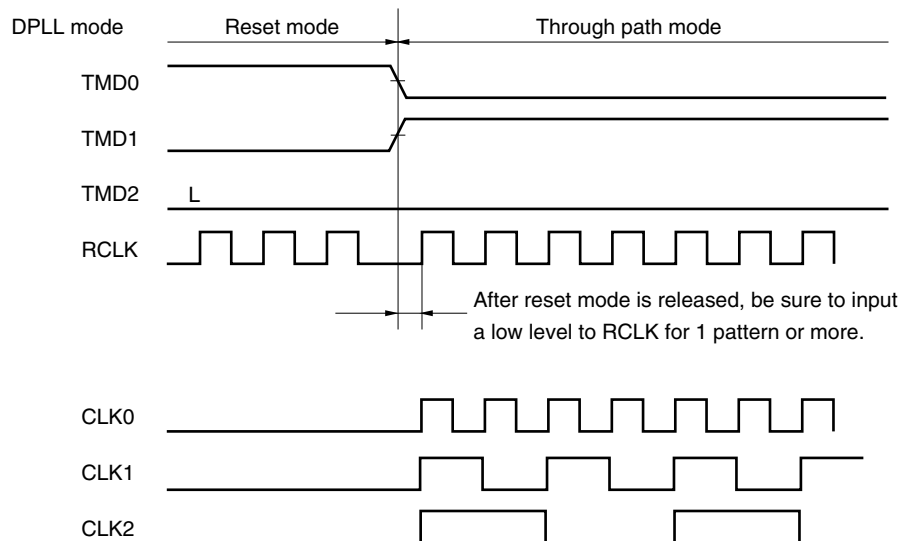 DPLL mode Reset mode Through path mode
TMD0
TMD1
TMD2 L
RCLK
After reset mode is released, be sure to input
a low level to RCLK for 1 pattern or more.
CLK0
CLK1
CLK2